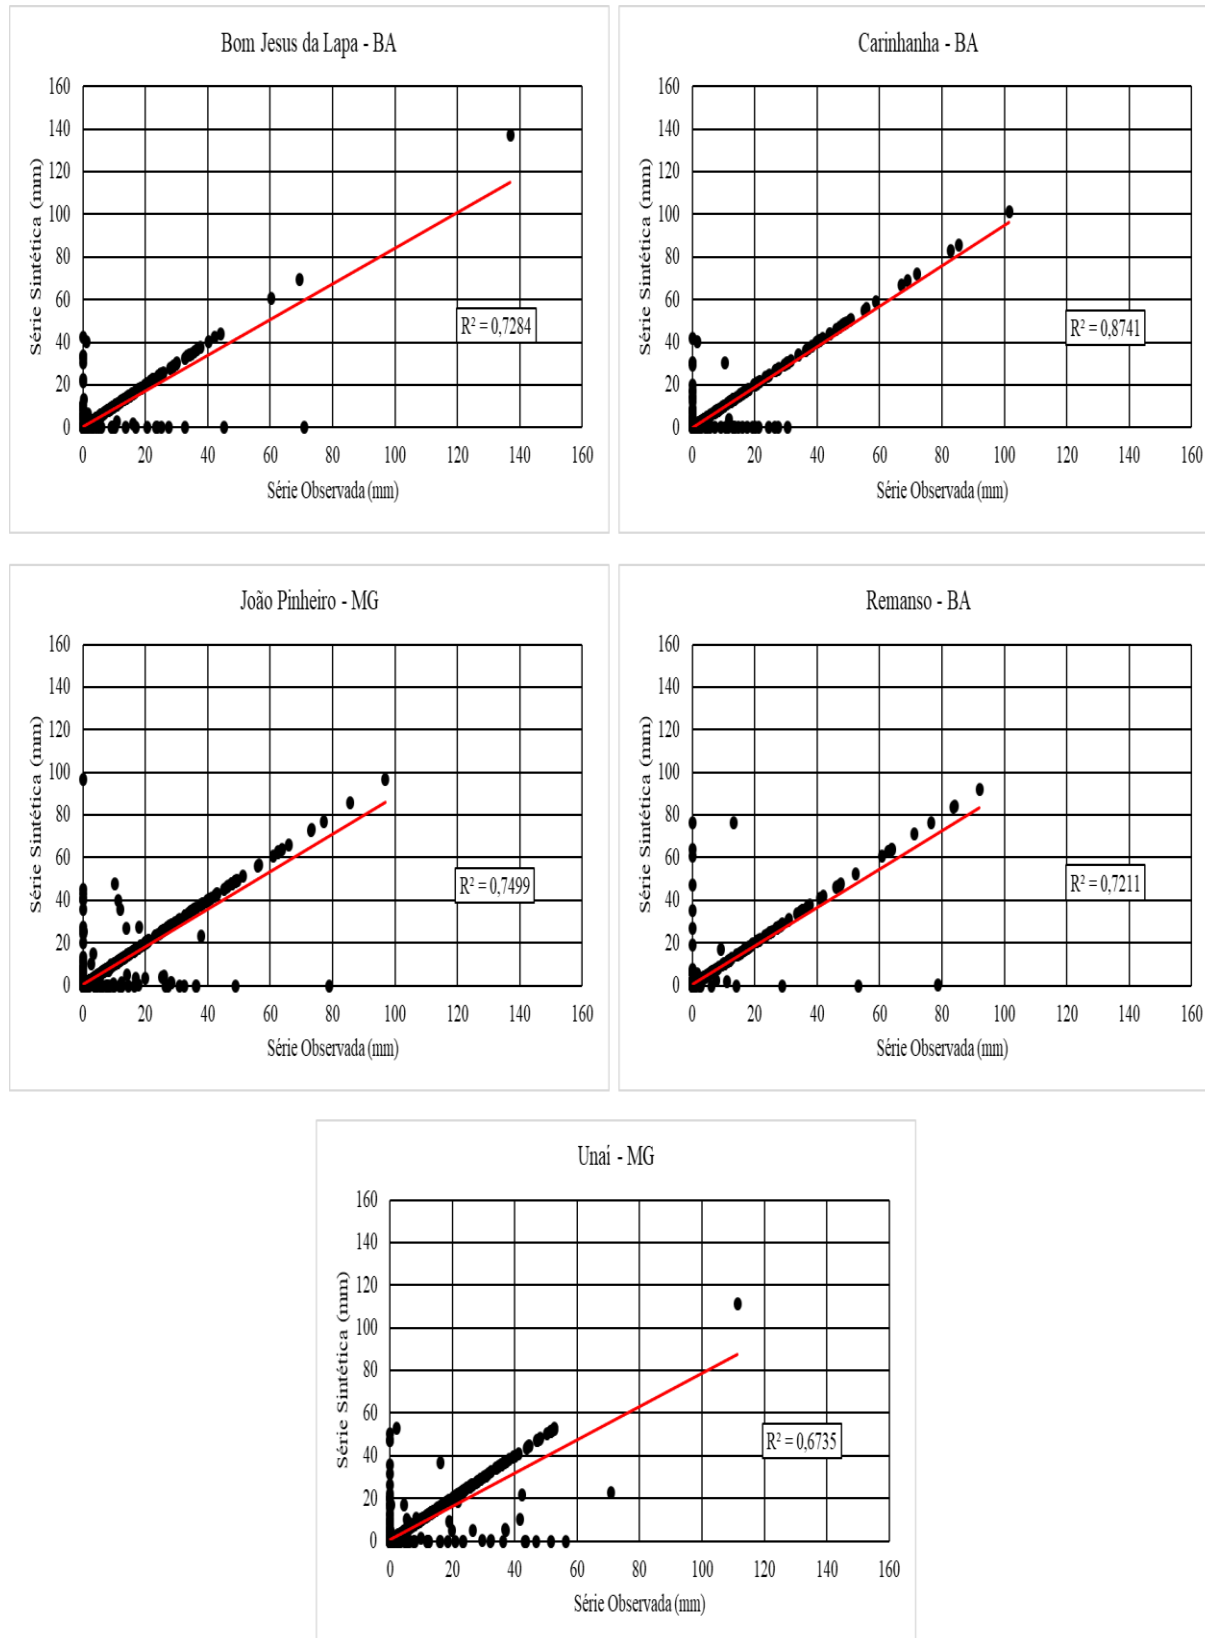 Bom Jesus da Lapa - BA
Série Sintética (mm)
160
140
120
100
80
60
40
20
0
R² = 0,7284
0 20 40 60 80 100 120 140 160
Série Observada (mm)
Carinhanha - BA
Série Sintética (mm)
160
140
120
100
80
60
40
20
0
R² = 0,8741
0 20 40 60 80 100 120 140 160
Série Observada (mm)
João Pinheiro - MG
Série Sintética (mm)
160
140
120
100
80
60
40
20
0
R² = 0,7499
0 20 40 60 80 100 120 140 160
Série Observada (mm)
Remanso - BA
Série Sintética (mm)
160
140
120
100
80
60
40
20
0
R² = 0,7211
0 20 40 60 80 100 120 140 160
Série Observada (mm)
Unaí - MG
Série Sintética (mm)
160
140
120
100
80
60
40
20
0
R² = 0,6735
0 20 40 60 80 100 120 140 160
Série Observada (mm)